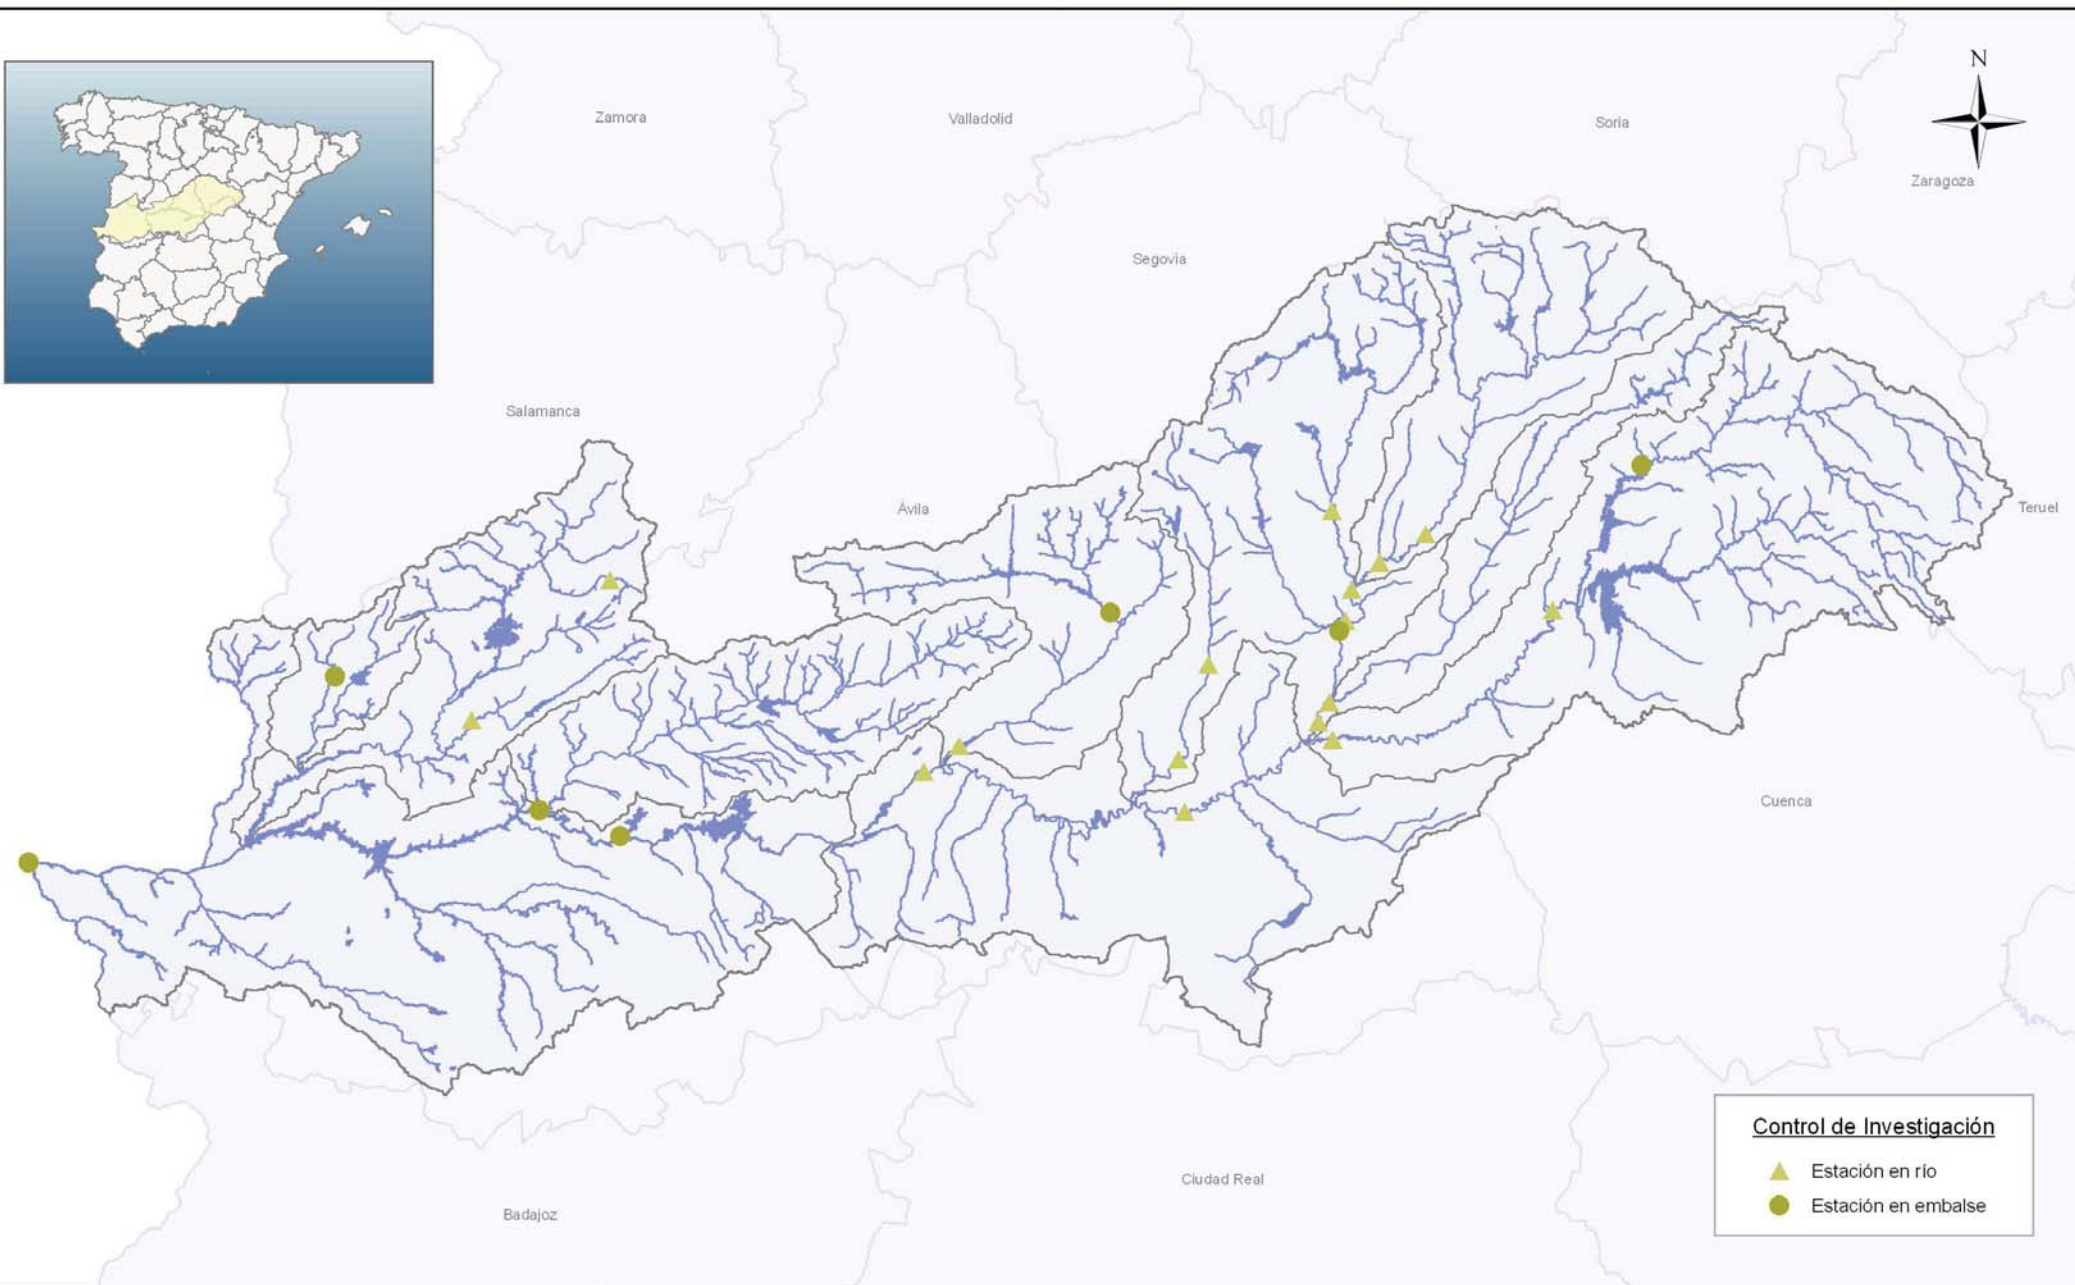 N
Zamora
Valladolid
Soria
Zaragoza
Segovia
Salamanca
Ávila
Teruel
Cuenca
Control de Investigación
Estación en río
Estación en embalse
Ciudad Real
Badajoz